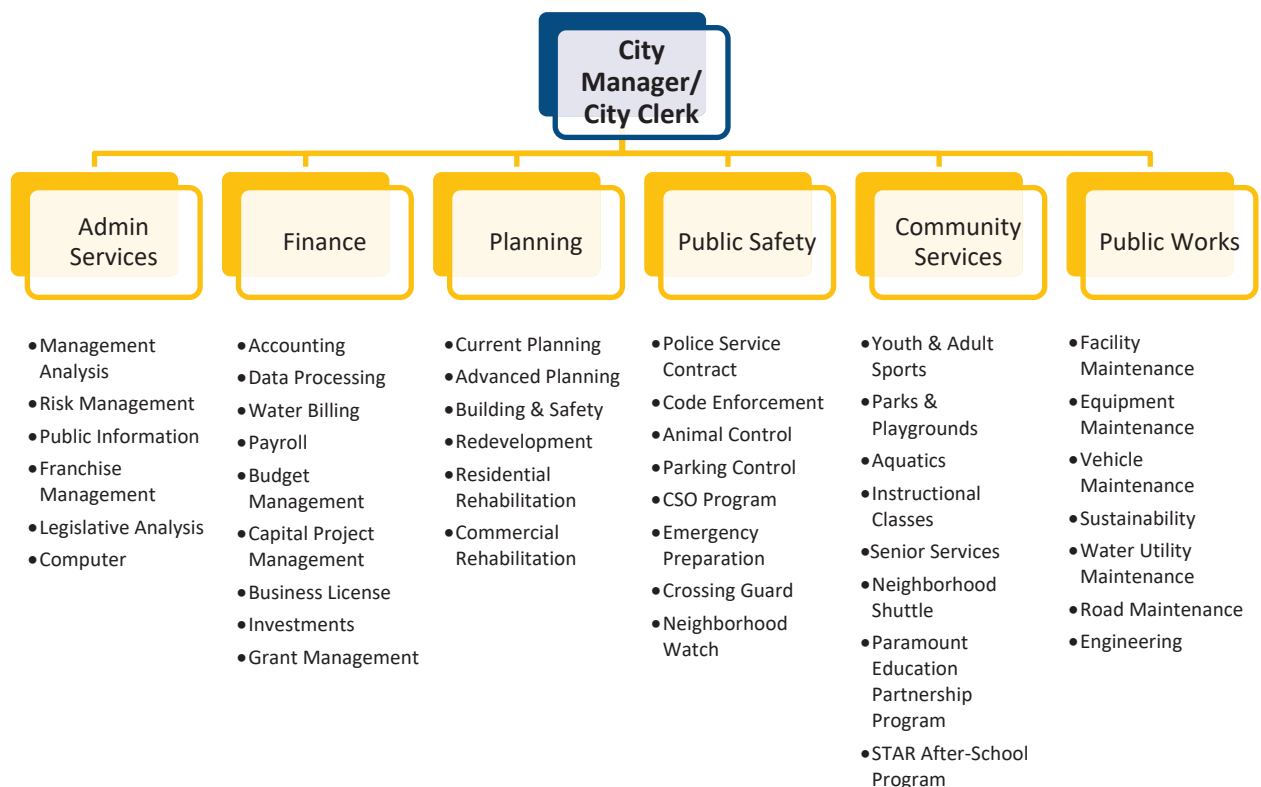 City
Manager/
City Clerk
Admin
Services
Finance
Planning
Public Safety
Community
Services
Public Works
•Management
Analysis
•Risk Management
•Public Information
•Franchise
Management
•Legislative Analysis
•Computer
•Accounting
•Data Processing
•Water Billing
•Payroll
•Budget
Management
•Capital Project
Management
•Business License
•Investments
•Grant Management
•Current Planning
•Advanced Planning
•Building & Safety
•Redevelopment
•Residential
Rehabilitation
•Commercial
Rehabilitation
•Police Service
Contract
•Code Enforcement
•Animal Control
•Parking Control
•CSO Program
•Emergency
Preparation
•Crossing Guard
•Neighborhood
Watch
•Youth & Adult
Sports
•Parks &
Playgrounds
•Aquatics
•Instructional
Classes
•Senior Services
•Neighborhood
Shuttle
•Paramount
Education
Partnership
Program
•STAR After-School
Program
•Facility
Maintenance
•Equipment
Maintenance
•Vehicle
Maintenance
•Sustainability
•Water Utility
Maintenance
•Road Maintenance
•Engineering